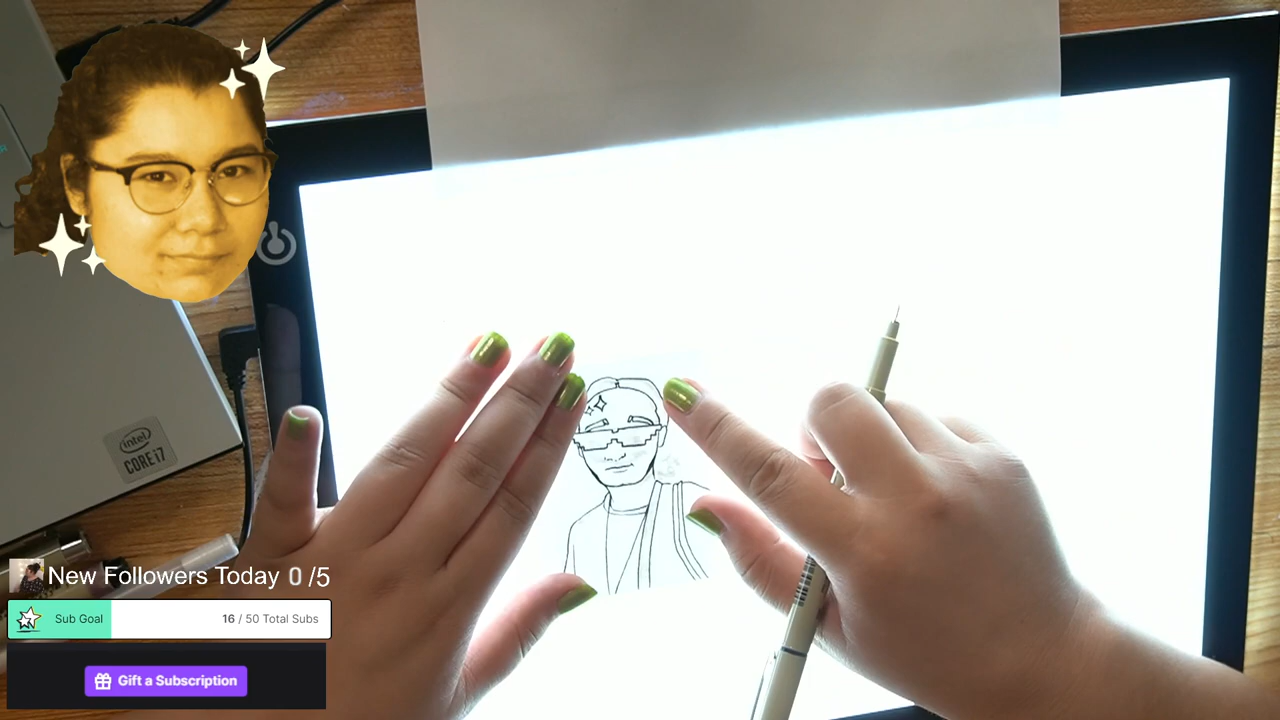 intel
CORE i7
New Followers Today 0 /5
Sub Goal 16 / 50 Total Subs
Gift a Subscription